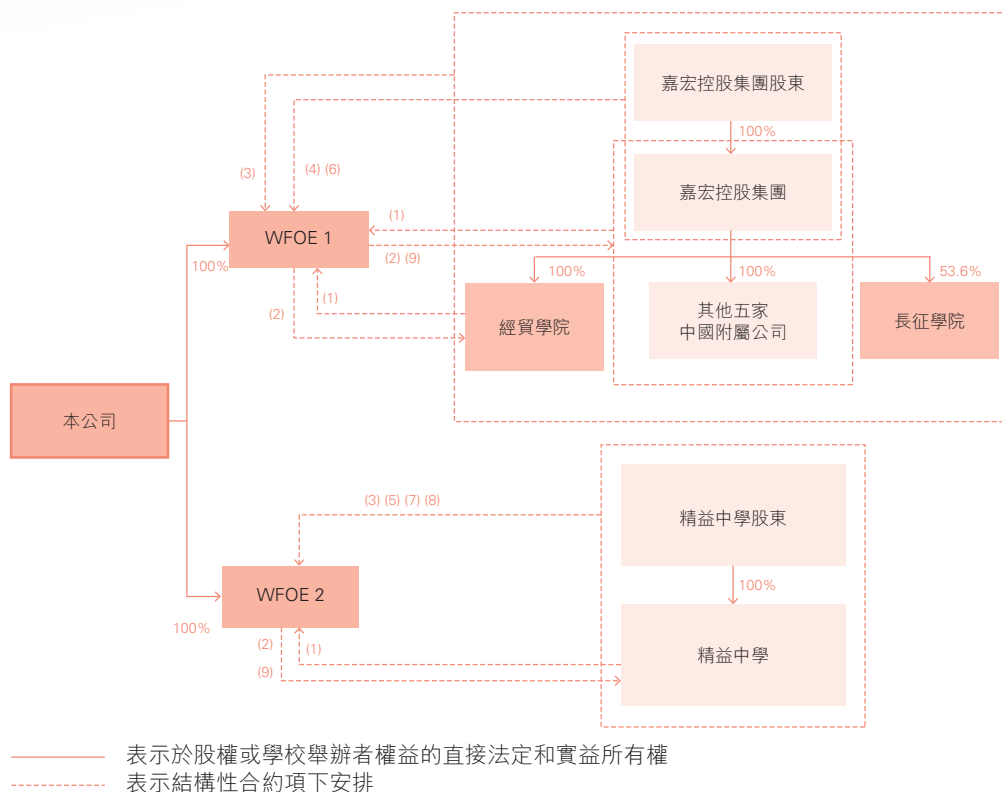 嘉宏控股集團股東
100%
(3)
(4) (6)
嘉宏控股集團
(1)
WFOE 1
(2) (9)
100%
100%
100%
53.6%
(1)
(2)
經貿學院
其他五家
中國附屬公司
長征學院
本公司
(3) (5) (7) (8)
精益中學股東
WFOE 2
100%
100%
(2)
(1)
精益中學
(9)
表示於股權或學校舉辦者權益的直接法定和實益所有權
表示結構性合約項下安排